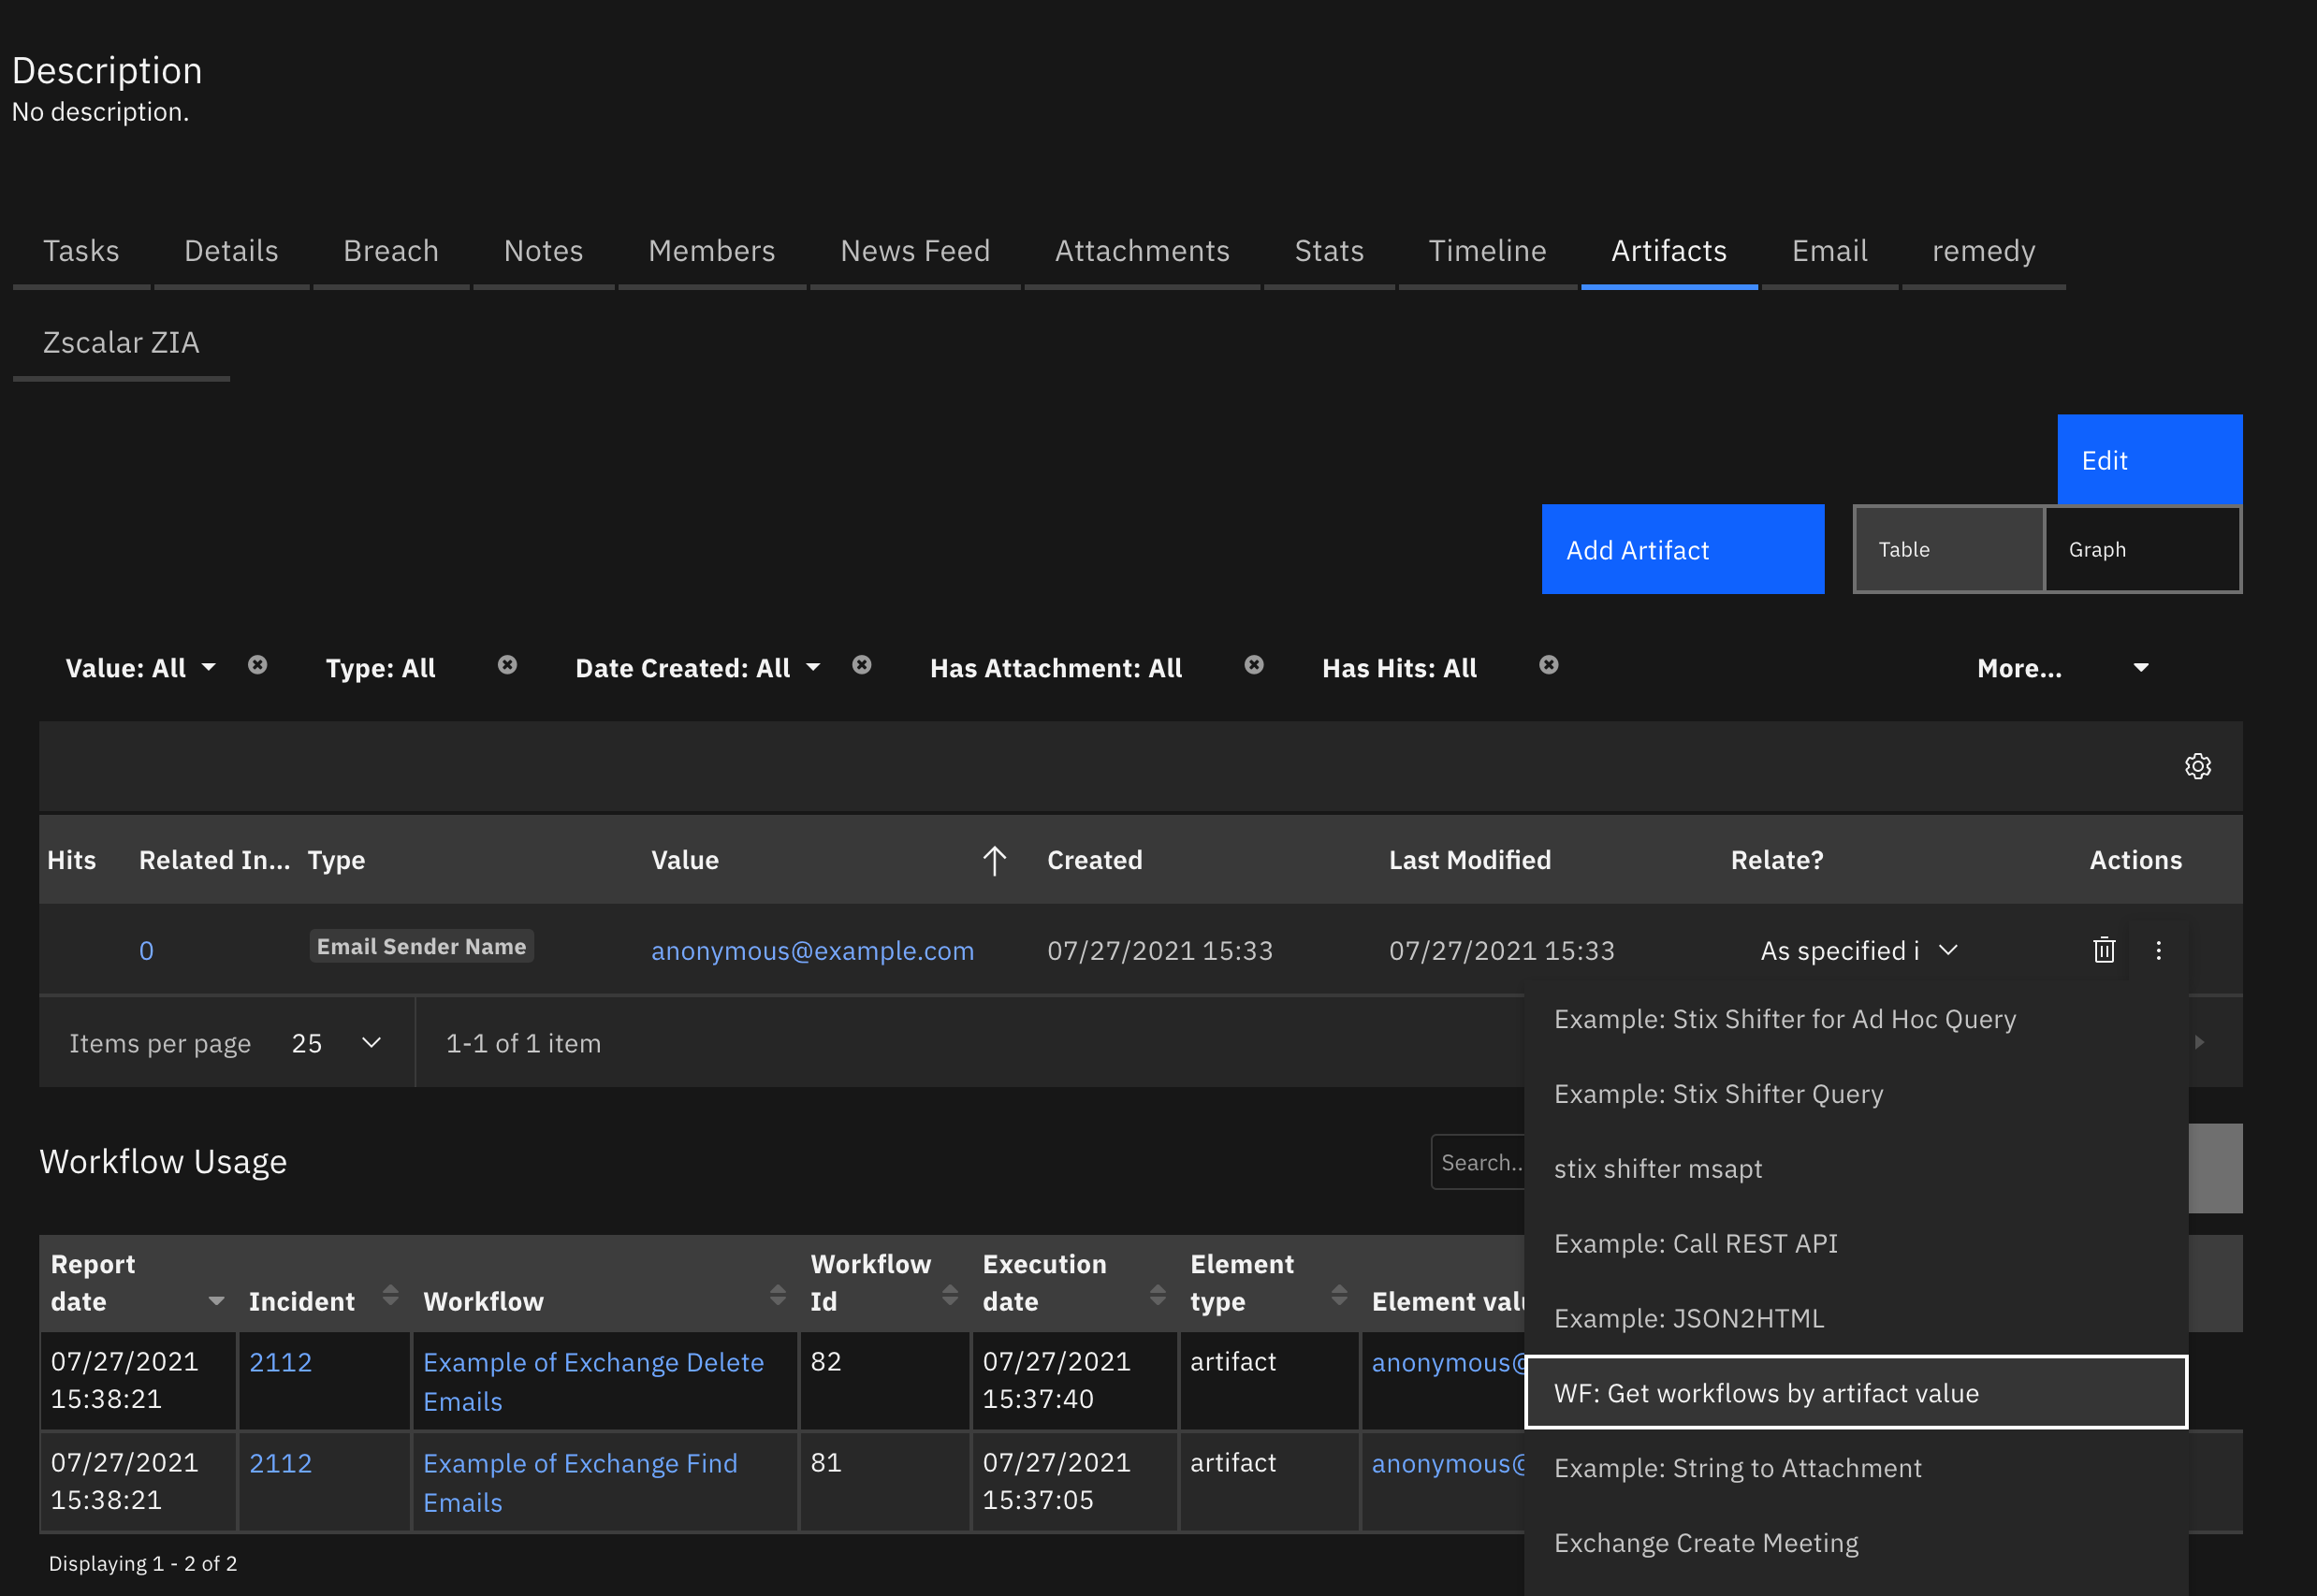 Description
No description.
Tasks Details Breach Notes Members News Feed Attachments Stats Timeline Artifacts Email remedy
Zscalar ZIA
Edit
Add Artifact Table Graph
Value: All Type: All Date Created: All Has Attachment: All Has Hits: All More...
Hits Related In... Type Value Created Last Modified Relate? Actions
0 Email Sender Name anonymous@example.com 07/27/2021 15:33 07/27/2021 15:33 As specified i
Items per page 25 1-1 of 1 item
Example: Stix Shifter for Ad Hoc Query
Example: Stix Shifter Query
stix shifter msapt
Example: Call REST API
Example: JSON2HTML
WF: Get workflows by artifact value
Example: String to Attachment
Exchange Create Meeting
Workflow Usage Search..
Report date Incident Workflow Workflow Id Execution date Element type Element valu
07/27/2021 15:38:21 2112 Example of Exchange Delete Emails 82 07/27/2021 15:37:40 artifact anonymous@
07/27/2021 15:38:21 2112 Example of Exchange Find Emails 81 07/27/2021 15:37:05 artifact anonymous@
Displaying 1 - 2 of 2